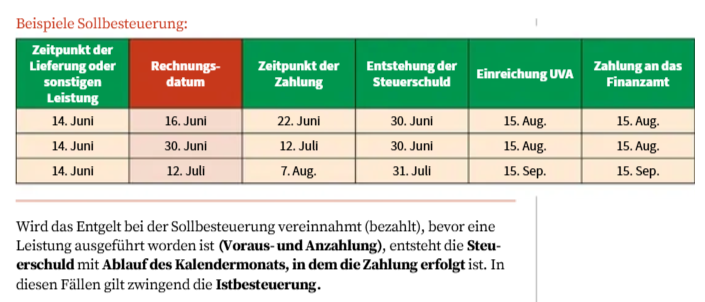 Beispiele Sollbesteuerung:
Zeitpunkt der Lieferung oder sonstigen Leistung | Rechnungs-datum | Zeitpunkt der Zahlung | Entstehung der Steuerschuld | Einreichung UVA | Zahlung an das Finanzamt
14. Juni | 16. Juni | 22. Juni | 30. Juni | 15. Aug. | 15. Aug.
14. Juni | 30. Juni | 12. Juli | 30. Juni | 15. Aug. | 15. Aug.
14. Juni | 12. Juli | 7. Aug. | 31. Juli | 15. Sep. | 15. Sep.
Wird das Entgelt bei der Sollbesteuerung vereinnahmt (bezahlt), bevor eine
Leistung ausgeführt worden ist (Voraus- und Anzahlung), entsteht die Steu-
erschuld mit Ablauf des Kalendermonats, in dem die Zahlung erfolgt ist. In
diesen Fällen gilt zwingend die Istbesteuerung.